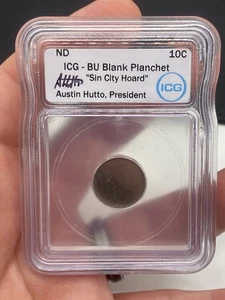 ND 10C
ICG - BU Blank Planchet
"Sin City Hoard"
Austin Hutto, President
ICG